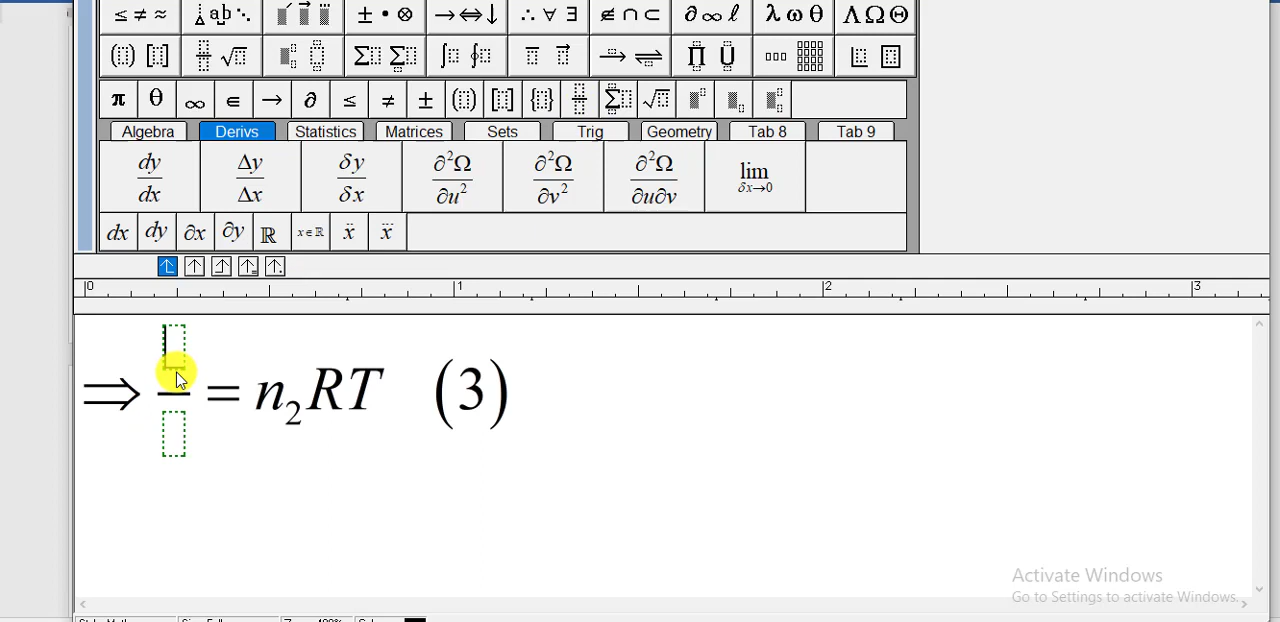 ≤ ≠ ≈ ± • ⊗ → ⇔ ↓ ∴ ∀ ∃ ∉ ∩ ⊂ ∂ ∞ ℓ λ ω θ Λ Ω Θ
π θ ∞ ∈ → ∂ ≤ ≠ ±
Algebra Derivs Statistics Matrices Sets Trig Geometry Tab 8 Tab 9
dy/dx Δy/Δx δy/δx ∂²Ω/∂u² ∂²Ω/∂v² ∂²Ω/∂u∂v lim δx→0
dx dy ∂x ∂y ℝ x∈ℝ ẍ x⃛
0 1 2 3
⇒ = n₂RT (3)
Activate Windows
Go to Settings to activate Windows.